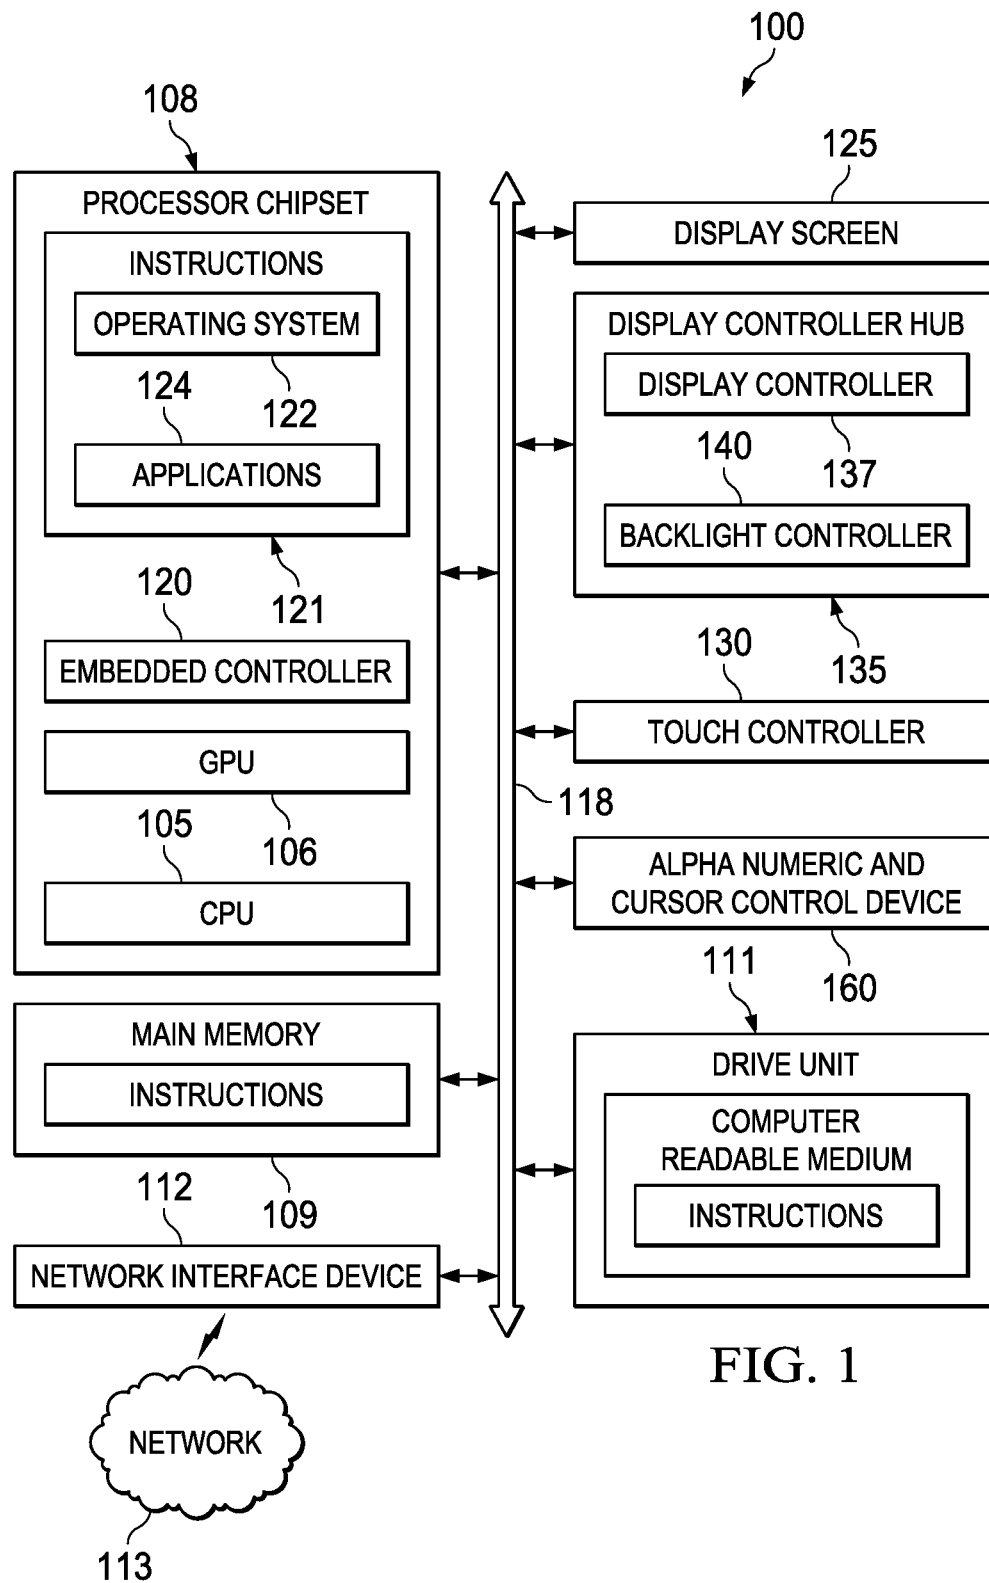 100
108
PROCESSOR CHIPSET
INSTRUCTIONS
OPERATING SYSTEM
124
122
APPLICATIONS
120
121
EMBEDDED CONTROLLER
GPU
105
106
CPU
MAIN MEMORY
INSTRUCTIONS
112
109
NETWORK INTERFACE DEVICE
NETWORK
113
118
125
DISPLAY SCREEN
DISPLAY CONTROLLER HUB
DISPLAY CONTROLLER
140
137
BACKLIGHT CONTROLLER
130
135
TOUCH CONTROLLER
ALPHA NUMERIC AND
CURSOR CONTROL DEVICE
111
160
DRIVE UNIT
COMPUTER
READABLE MEDIUM
INSTRUCTIONS
FIG. 1